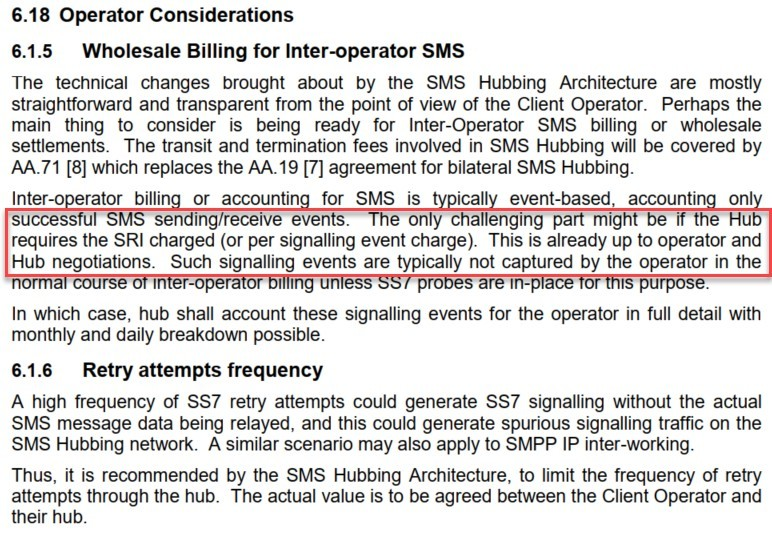 6.18 Operator Considerations
6.1.5 Wholesale Billing for Inter-operator SMS
The technical changes brought about by the SMS Hubbing Architecture are mostly
straightforward and transparent from the point of view of the Client Operator. Perhaps the
main thing to consider is being ready for Inter-Operator SMS billing or wholesale
settlements. The transit and termination fees involved in SMS Hubbing will be covered by
AA.71 [8] which replaces the AA.19 [7] agreement for bilateral SMS Hubbing.
Inter-operator billing or accounting for SMS is typically event-based, accounting only
successful SMS sending/receive events. The only challenging part might be if the Hub
requires the SRI charged (or per signalling event charge). This is already up to operator and
Hub negotiations. Such signalling events are typically not captured by the operator in the
normal course of inter-operator billing unless SS7 probes are in-place for this purpose.
In which case, hub shall account these signalling events for the operator in full detail with
monthly and daily breakdown possible.
6.1.6 Retry attempts frequency
A high frequency of SS7 retry attempts could generate SS7 signalling without the actual
SMS message data being relayed, and this could generate spurious signalling traffic on the
SMS Hubbing network. A similar scenario may also apply to SMPP IP inter-working.
Thus, it is recommended by the SMS Hubbing Architecture, to limit the frequency of retry
attempts through the hub. The actual value is to be agreed between the Client Operator and
their hub.